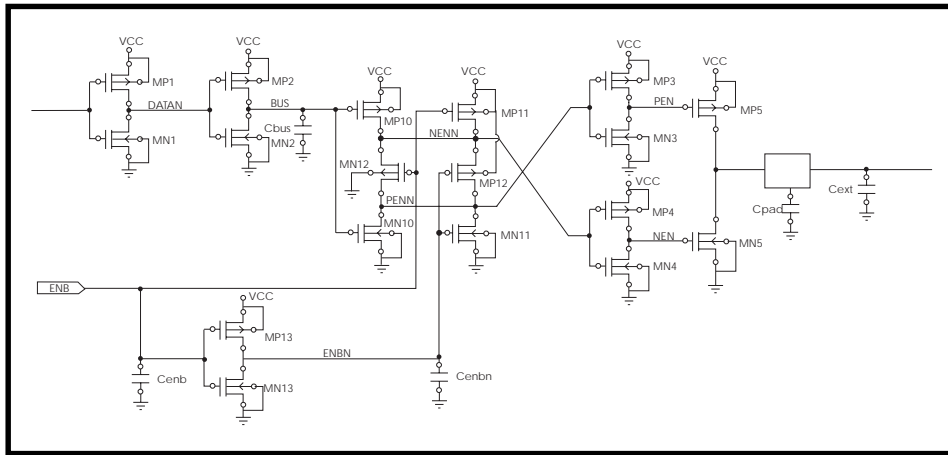 VCC
VCC
VCC
VCC
VCC
VCC
MP1
MP2
MP3
MP5
DATAN
BUS
PEN
Cbus
MP10
MP11
MN1
MN2
MN3
NENN
MN12
MP12
VCC
PENN
MP4
Cpad
Cext
MN10
MN11
NEN
MN5
MN4
ENB
VCC
MP13
ENBN
Cenb
Cenbn
MN13